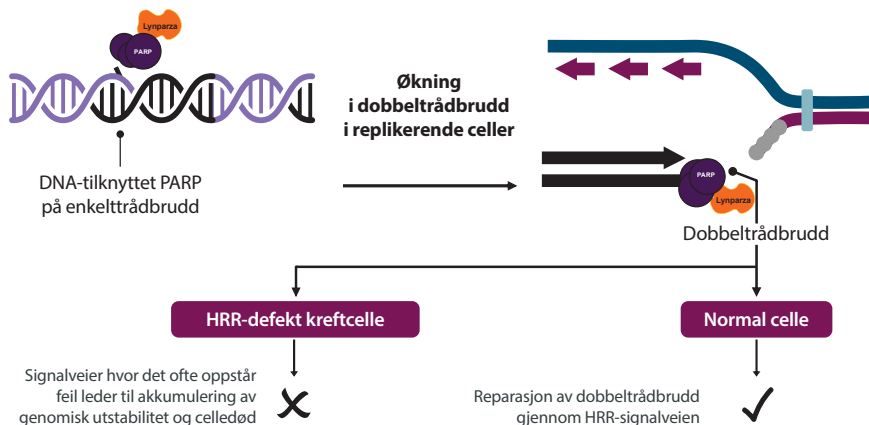 Lynparza
PARP
DNA-tilknyttet PARP
på enkelttrådbrudd
Økning
i dobbeltrådbrudd
i replikerende celler
PARP
Lynparza
Dobbeltrådbrudd
HRR-defekt kreftcelle
Normal celle
Signalveier hvor det ofte oppstår
feil leder til akkumulering av
genomisk utstabilitet og celledød
Reparasjon av dobbeltrådbrudd
gjennom HRR-signalveien